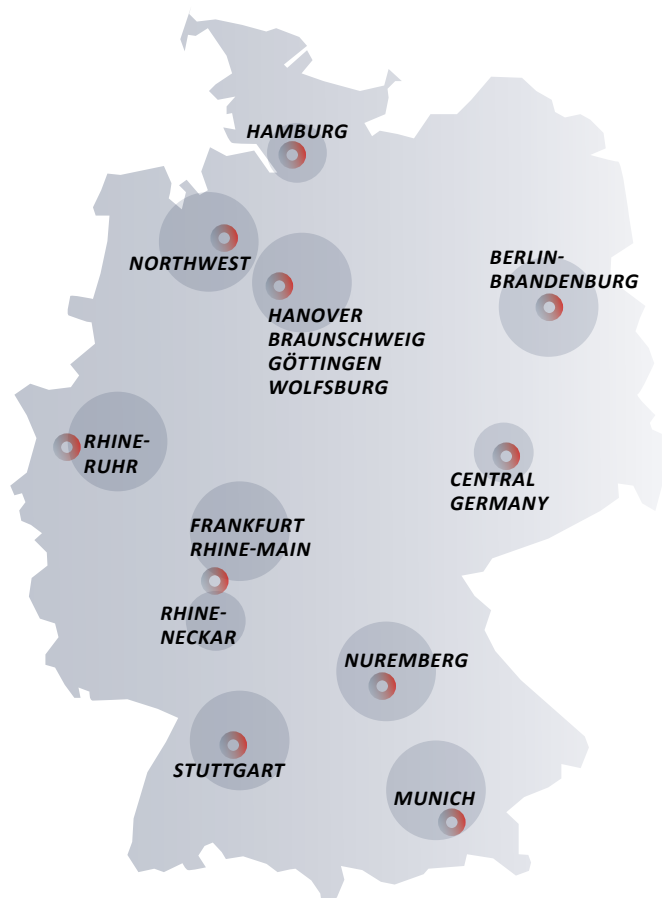 HAMBURG
NORTHWEST
BERLIN-
BRANDENBURG
HANOVER
BRAUNSCHWEIG
GÖTTINGEN
WOLFSBURG
RHINE-
RUHR
CENTRAL
GERMANY
FRANKFURT
RHINE-MAIN
RHINE-
NECKAR
NUREMBERG
STUTTGART
MUNICH